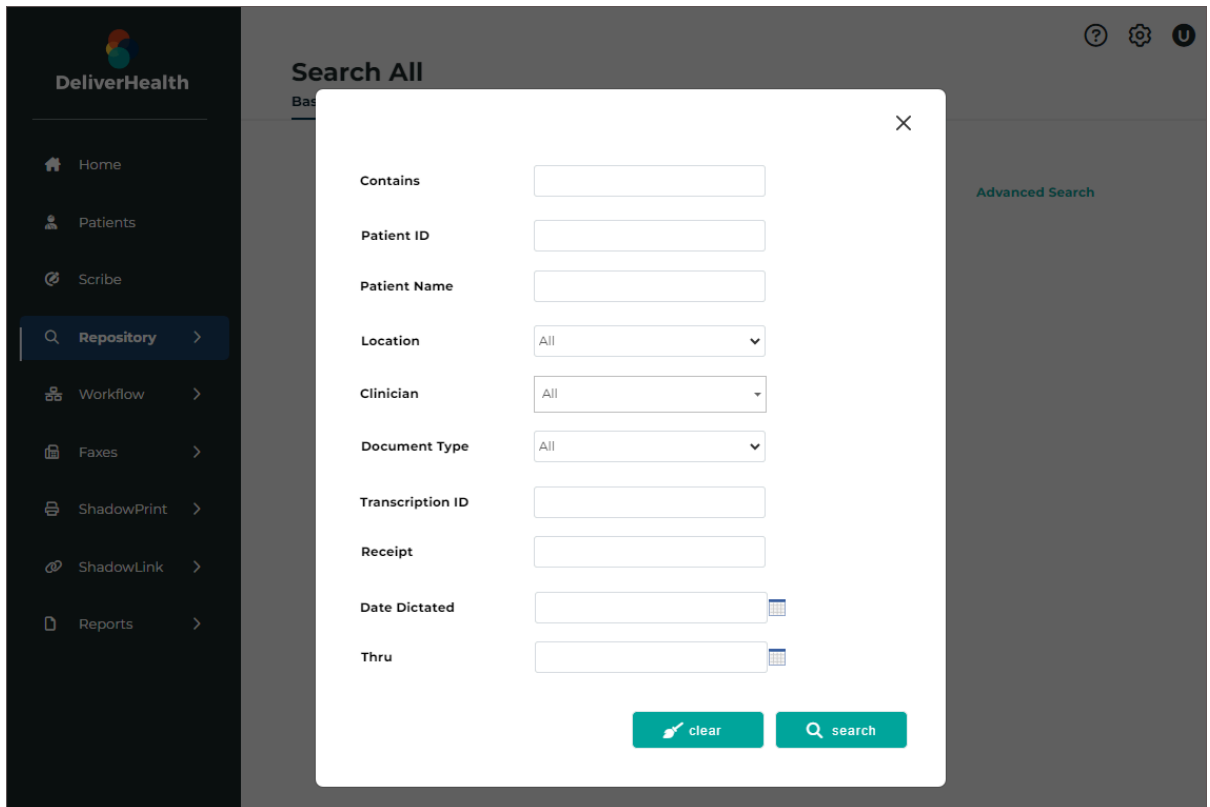 DeliverHealth
Home
Patients
Scribe
Repository
Workflow
Faxes
ShadowPrint
ShadowLink
Reports
U
Search All
Bas
Advanced Search
Contains
Patient ID
Patient Name
Location All
Clinician All
Document Type All
Transcription ID
Receipt
Date Dictated
Thru
clear search